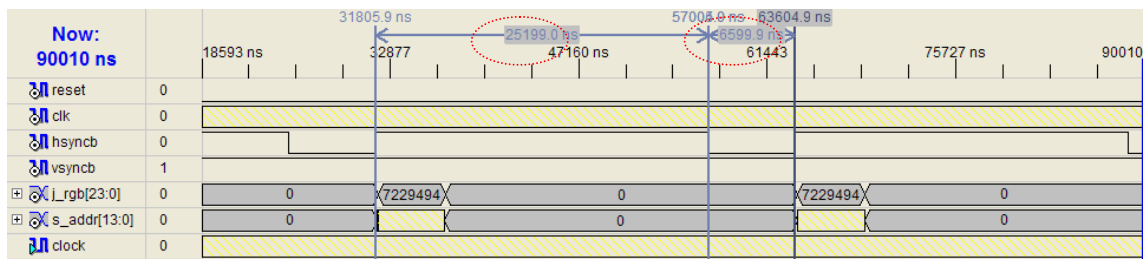 31805.9 ns 57004.9 ns 63604.9 ns
Now:
90010 ns
25199.0 ns 6599.9 ns
18593 ns 32877 47160 ns 61443 75727 ns 90010
reset 0
clk 0
hsyncb 0
vsyncb 1
j_rgb[23:0] 0 0 7229494 0 7229494 0
s_addr[13:0] 0 0 0 0
clock 0